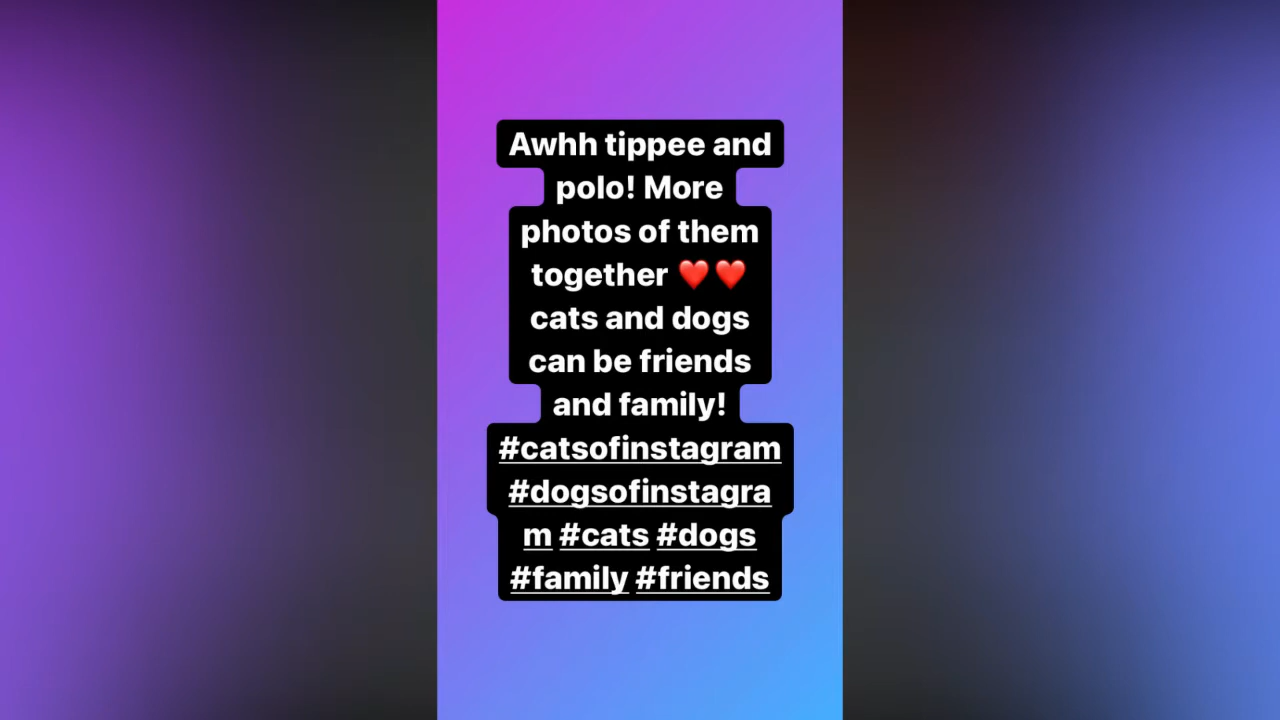 Awhh tippee and
polo! More
photos of them
together ❤️❤️
cats and dogs
can be friends
and family!
#catsofinstagram
#dogsofinstagra
m #cats #dogs
#family #friends